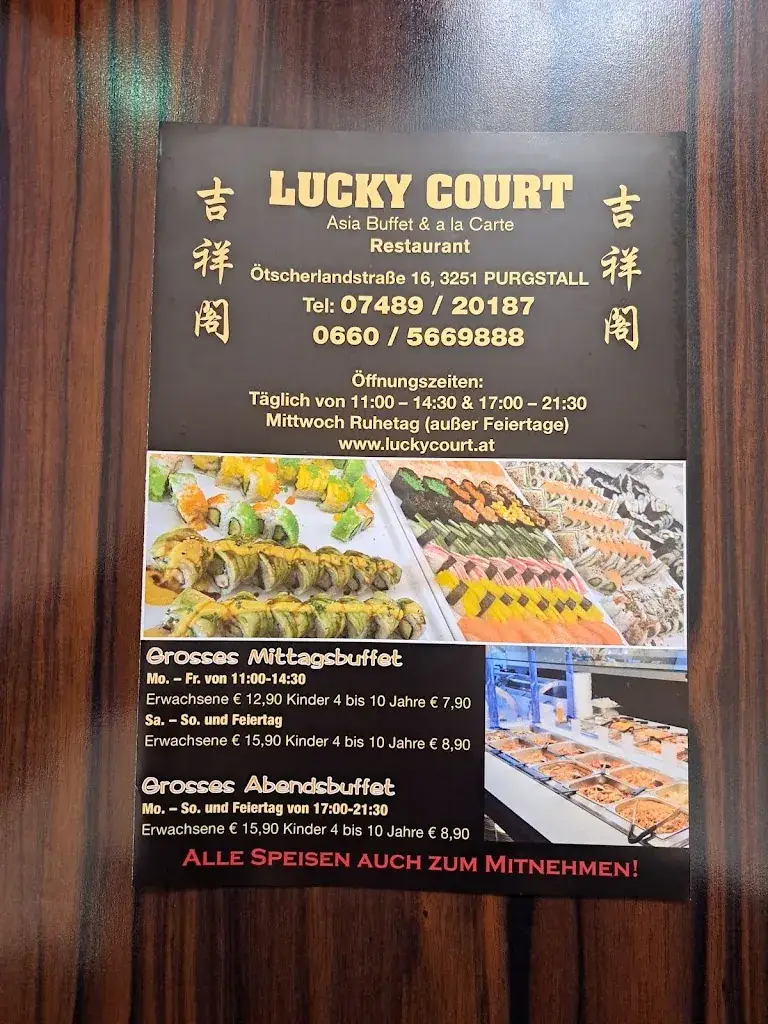 LUCKY COURT
Asia Buffet & a la Carte
Restaurant
吉祥阁
吉祥阁
Ötscherlandstraße 16, 3251 PURGSTALL
Tel: 07489 / 20187
0660 / 5669888
Öffnungszeiten:
Täglich von 11:00 – 14:30 & 17:00 – 21:30
Mittwoch Ruhetag (außer Feiertage)
www.luckycourt.at
Grosses Mittagsbuffet
Mo. – Fr. von 11:00-14:30
Erwachsene € 12,90 Kinder 4 bis 10 Jahre € 7,90
Sa. – So. und Feiertag
Erwachsene € 15,90 Kinder 4 bis 10 Jahre € 8,90
Grosses Abendsbuffet
Mo. – So. und Feiertag von 17:00-21:30
Erwachsene € 15,90 Kinder 4 bis 10 Jahre € 8,90
ALLE SPEISEN AUCH ZUM MITNEHMEN!